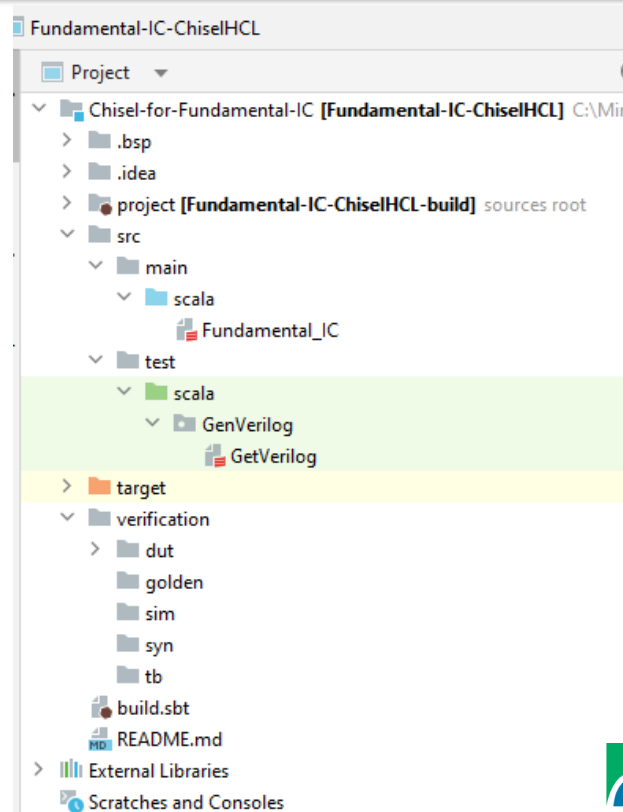 Fundamental-IC-ChiselHCL
Project
Chisel-for-Fundamental-IC [Fundamental-IC-ChiselHCL] C:\Mi
.bsp
.idea
project [Fundamental-IC-ChiselHCL-build] sources root
src
main
scala
Fundamental_IC
test
scala
GenVerilog
GetVerilog
target
verification
dut
golden
sim
syn
tb
build.sbt
MD README.md
External Libraries
Scratches and Consoles